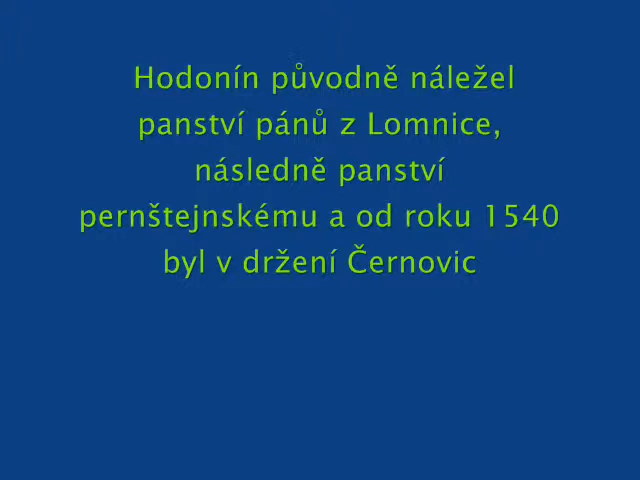 Hodonín původně náležel
panství pánů z Lomnice,
následně panství
pernštejnskému a od roku 1540
byl v držení Černovic